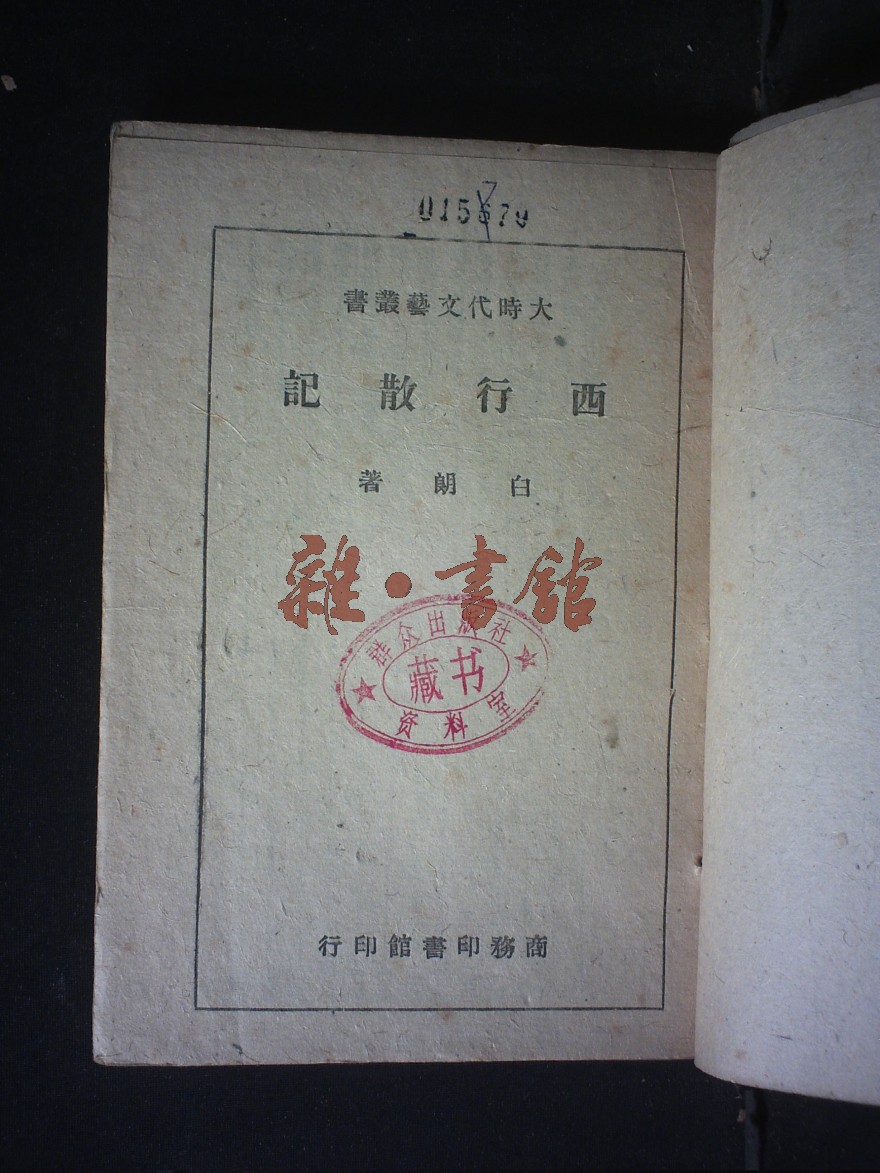 015679
大時代文藝叢書
西行散記
白朗著
雜·書館
群众出版社
藏书
资料室
商務印書館印行